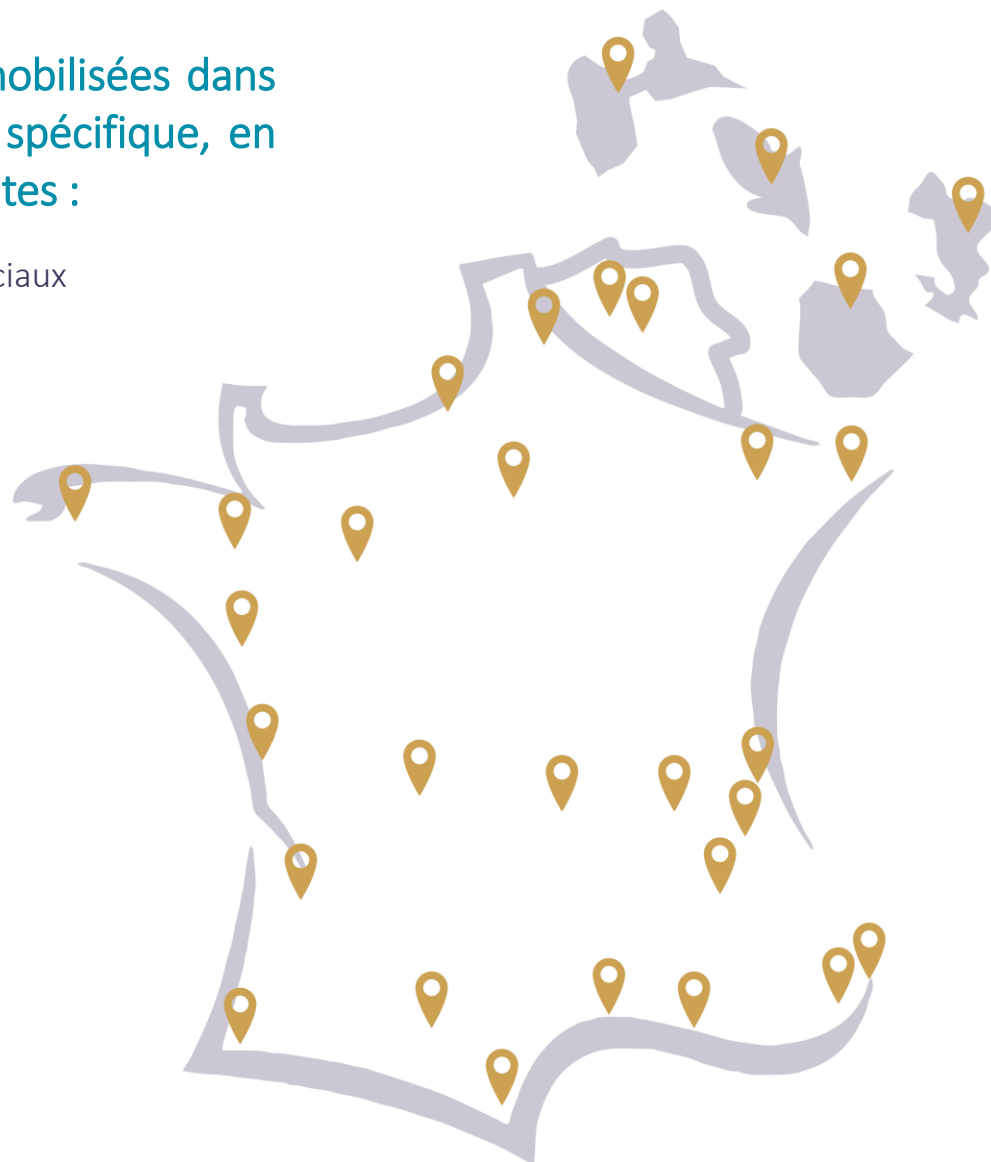 nobilisées dans
spécifique, en
tes :
ciaux